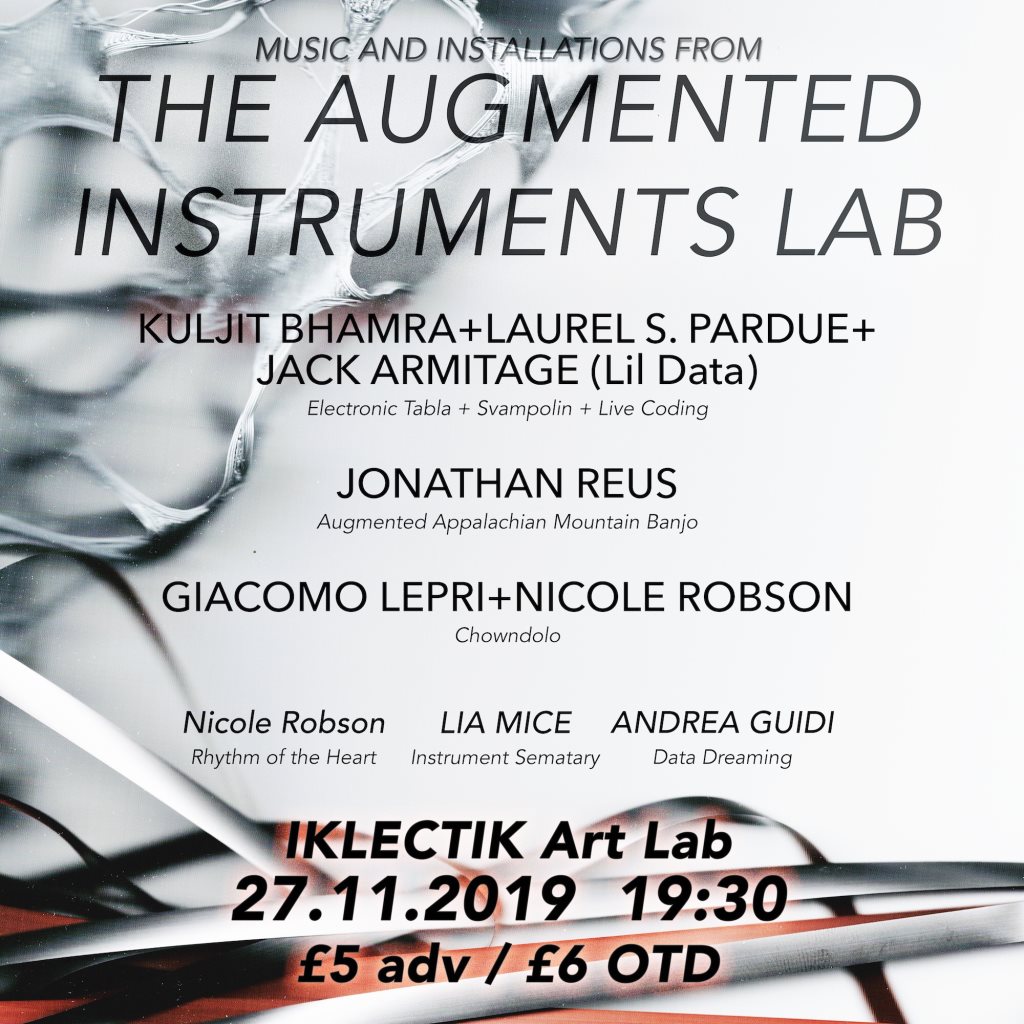 MUSIC AND INSTALLATIONS FROM
THE AUGMENTED
INSTRUMENTS LAB
KULJIT BHAMRA+LAUREL S. PARDUE+
JACK ARMITAGE (Lil Data)
Electronic Tabla + Svampolin + Live Coding
JONATHAN REUS
Augmented Appalachian Mountain Banjo
GIACOMO LEPRI+NICOLE ROBSON
Chowndolo
Nicole Robson LIA MICE ANDREA GUIDI
Rhythm of the Heart Instrument Sematary Data Dreaming
IKLECTIK Art Lab
27.11.2019 19:30
£5 adv / £6 OTD